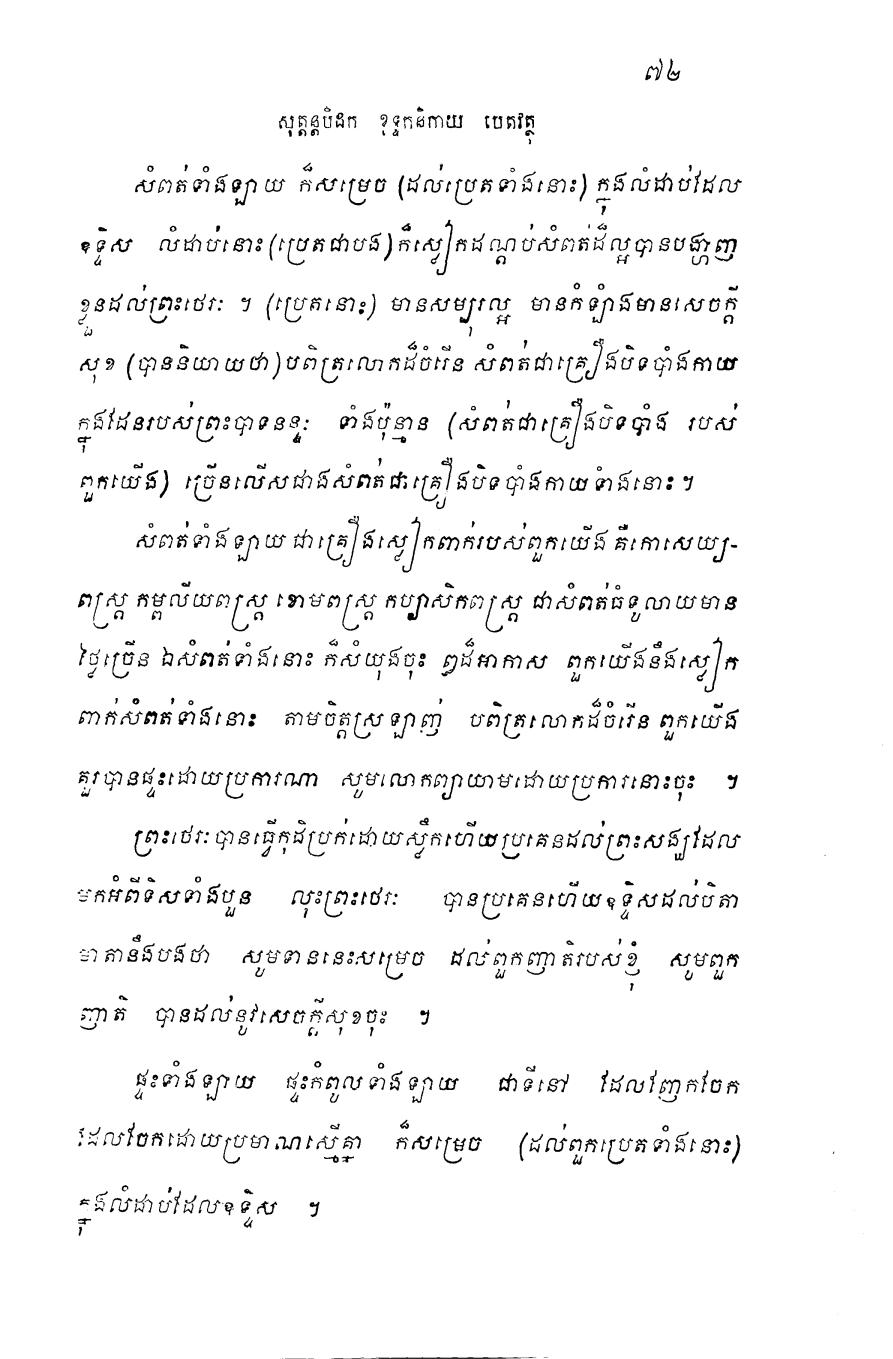 ៧២
សុត្តន្តបិដក ខុទ្ទកនិកាយ បេតវត្ថុ
សំពត់ទាំងឡាយ ក៏សម្រេច (ដល់ប្រេតទាំងនោះ) ក្នុងលំដាប់ដែល
ឧទ្ទិស លំដាប់នោះ (ប្រេតជាបង) ក៏ស្លៀកដណ្តប់សំពត់ដ៏ល្អបានបង្ហាញ
ខ្លួនដល់ព្រះថេរៈ ។ (ប្រេតនោះ) មានសម្បុរល្អ មានកំឡាំងមានសេចក្តី
សុខ (បាននិយាយថា) បពិត្រលោកដ៏ចំរើន សំពត់ជាគ្រឿងបិទបាំងកាយ
ក្នុងដែនរបស់ព្រះបាទនន្ទៈ ទាំងប៉ុន្មាន (សំពត់ជាគ្រឿងបិទបាំង របស់
ពួកយើង) ច្រើនលើសជាងសំពត់ជាគ្រឿងបិទបាំងកាយទាំងនោះ ។
សំពត់ទាំងឡាយ ជាគ្រឿងស្លៀកពាក់របស់ពួកយើង គឺកោសេយ្យ-
ពស្ត្រ កម្ពលីយពស្ត្រ ខោមពស្ត្រ កប្បាសិកពស្ត្រ ជាសំពត់ធំទូលាយមាន
ថ្លៃច្រើន ឯសំពត់ទាំងនោះ ក៏សំយុងចុះ ព្ធដ៏អាកាស ពួកយើងនឹងស្លៀក
ពាក់សំពត់ទាំងនោះ តាមចិត្តស្រឡាញ់ បពិត្រលោកដ៏ចំរើន ពួកយើង
គួរបានផ្ទះដោយប្រការណា សូមលោកព្យាយាមដោយប្រការនោះចុះ ។
ព្រះថេរៈបានធ្វើកុដិប្រក់ដោយស្លឹកហើយប្រគេនដល់ព្រះសង្ឃដែល
មកអំពីទិសទាំងបួន លុះព្រះថេរៈ បានប្រគេនហើយឧទ្ទិសដល់បិតា
មាតានឹងបងថា សូមទាននេះសម្រេច ដល់ពួកញាតិរបស់ខ្ញុំ សូមពួក
ញាតិ បានដល់នូវសេចក្តីសុខចុះ ។
ផ្ទះទាំងឡាយ ផ្ទះកំពូលទាំងឡាយ ជាទីនៅ ដែលញែកចែក
ដែលចែកដោយប្រមាណស្មើគ្នា ក៏សម្រេច (ដល់ពួកប្រេតទាំងនោះ)
ក្នុងលំដាប់ដែលឧទ្ទិស ។